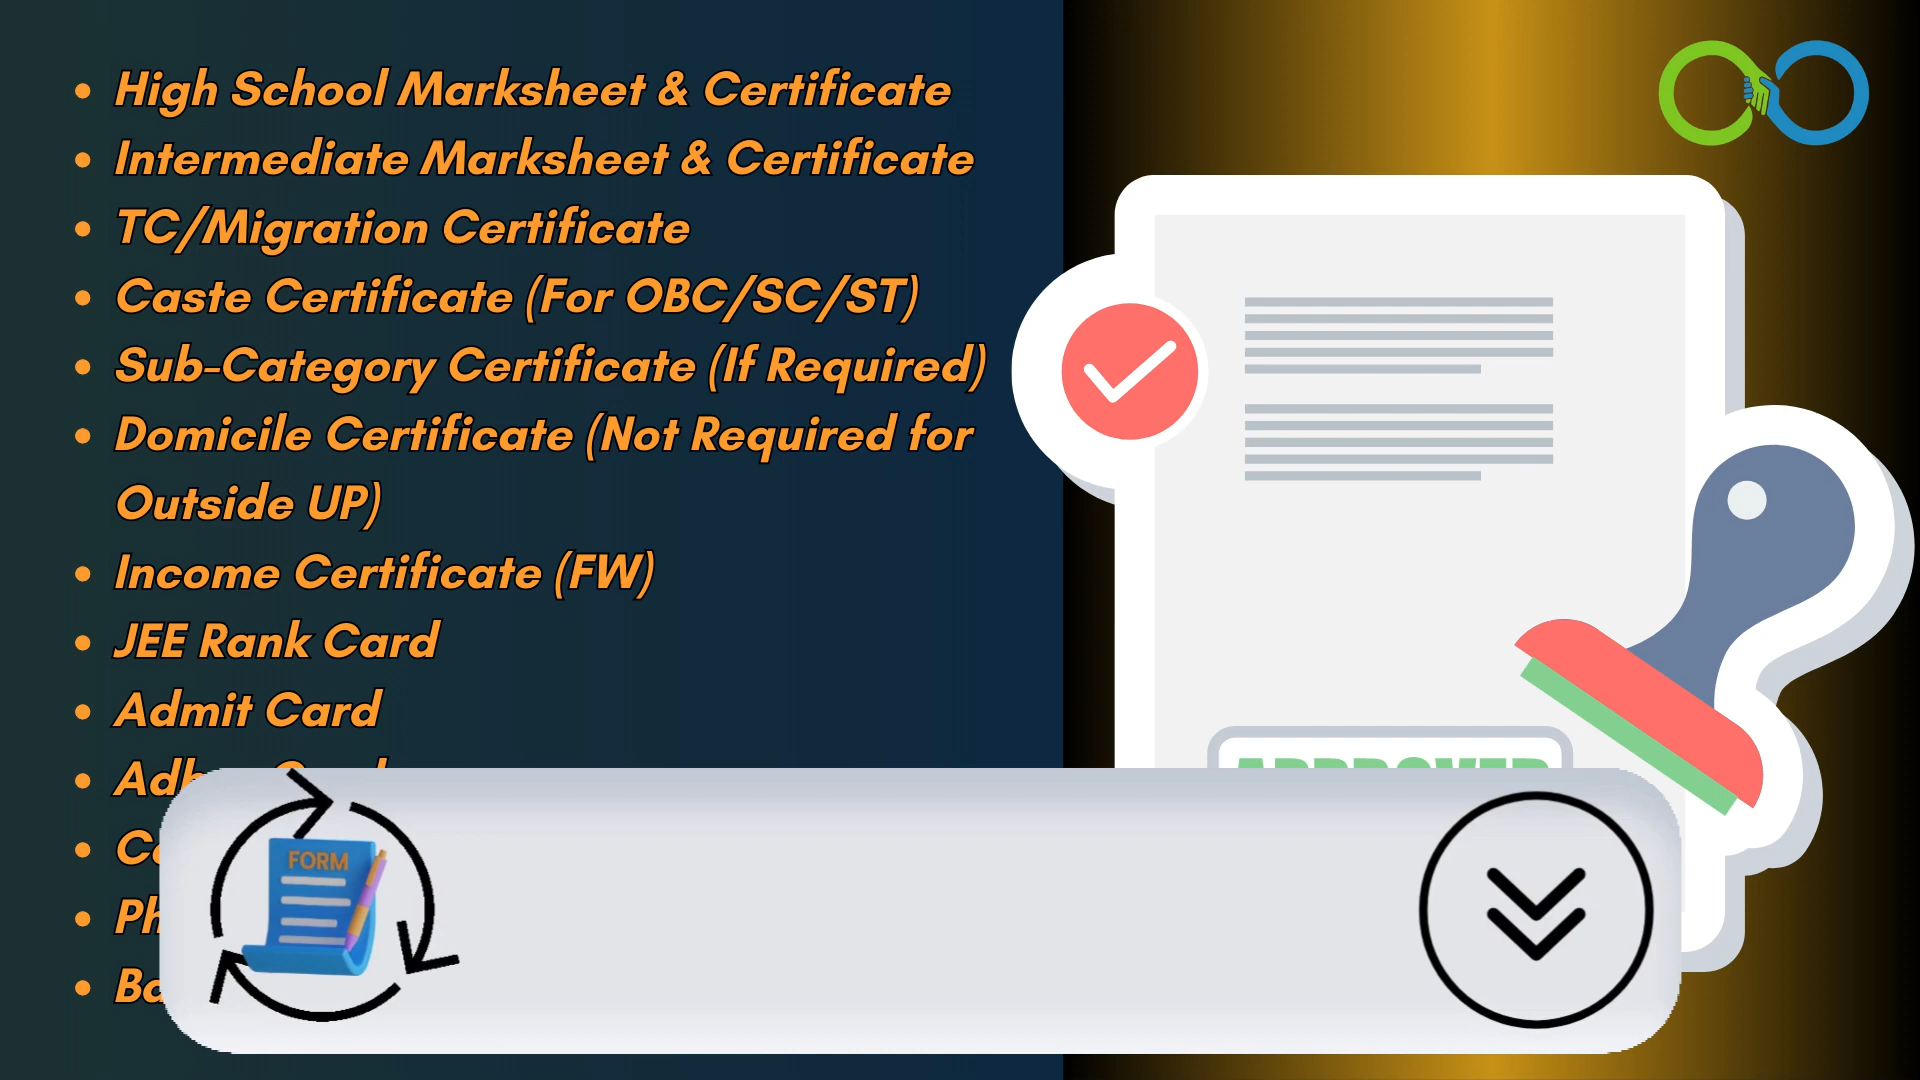 High School Marksheet & Certificate
Intermediate Marksheet & Certificate
TC/Migration Certificate
Caste Certificate (For OBC/SC/ST)
Sub-Category Certificate (If Required)
Domicile Certificate (Not Required for
Outside UP)
Income Certificate (FW)
JEE Rank Card
Admit Card
FORM